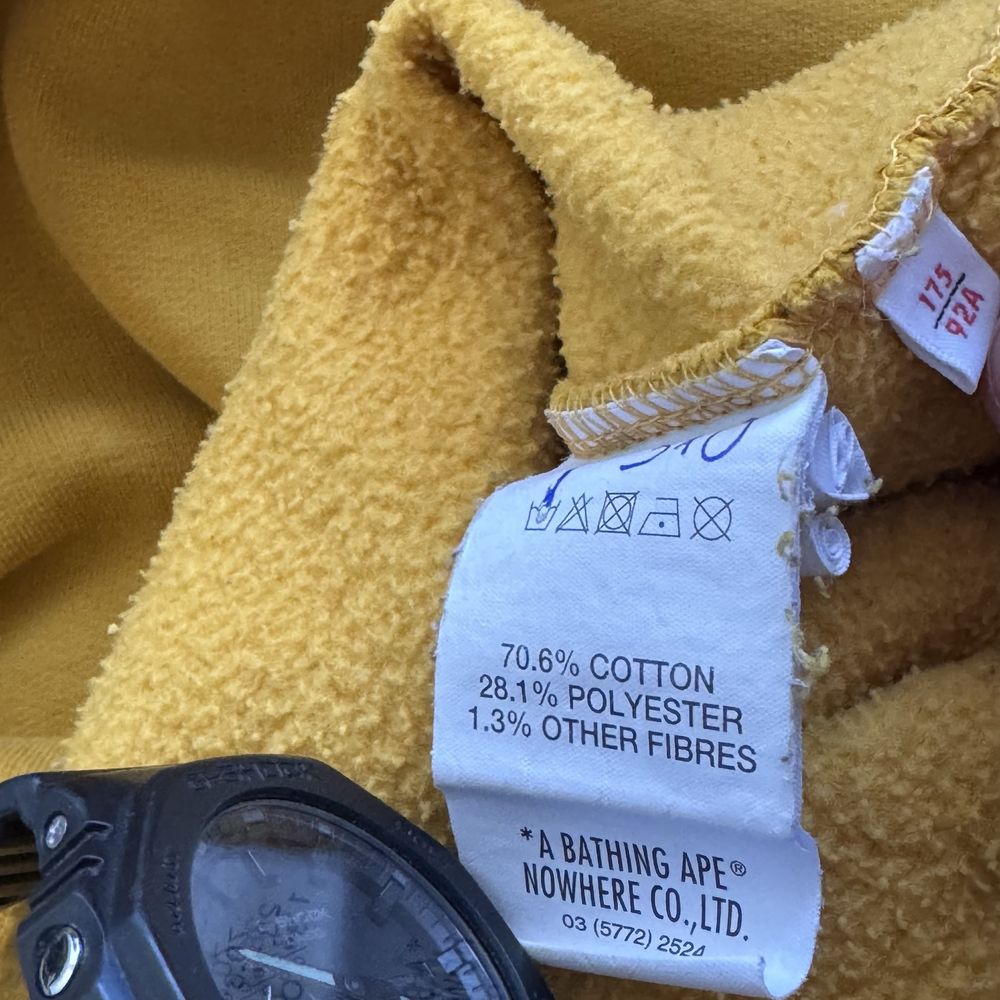 175
92A
70.6% COTTON
28.1% POLYESTER
1.3% OTHER FIBRES
*A BATHING APE®
NOWHERE CO.,LTD.
03 (5772) 2524